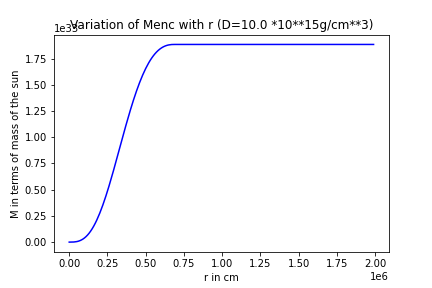 Variation of Menc with r (D=10.0 *10**15g/cm**3)
1e33
M in terms of mass of the sun
1.75
1.50
1.25
1.00
0.75
0.50
0.25
0.00
0.00 0.25 0.50 0.75 1.00 1.25 1.50 1.75 2.00
1e6
r in cm